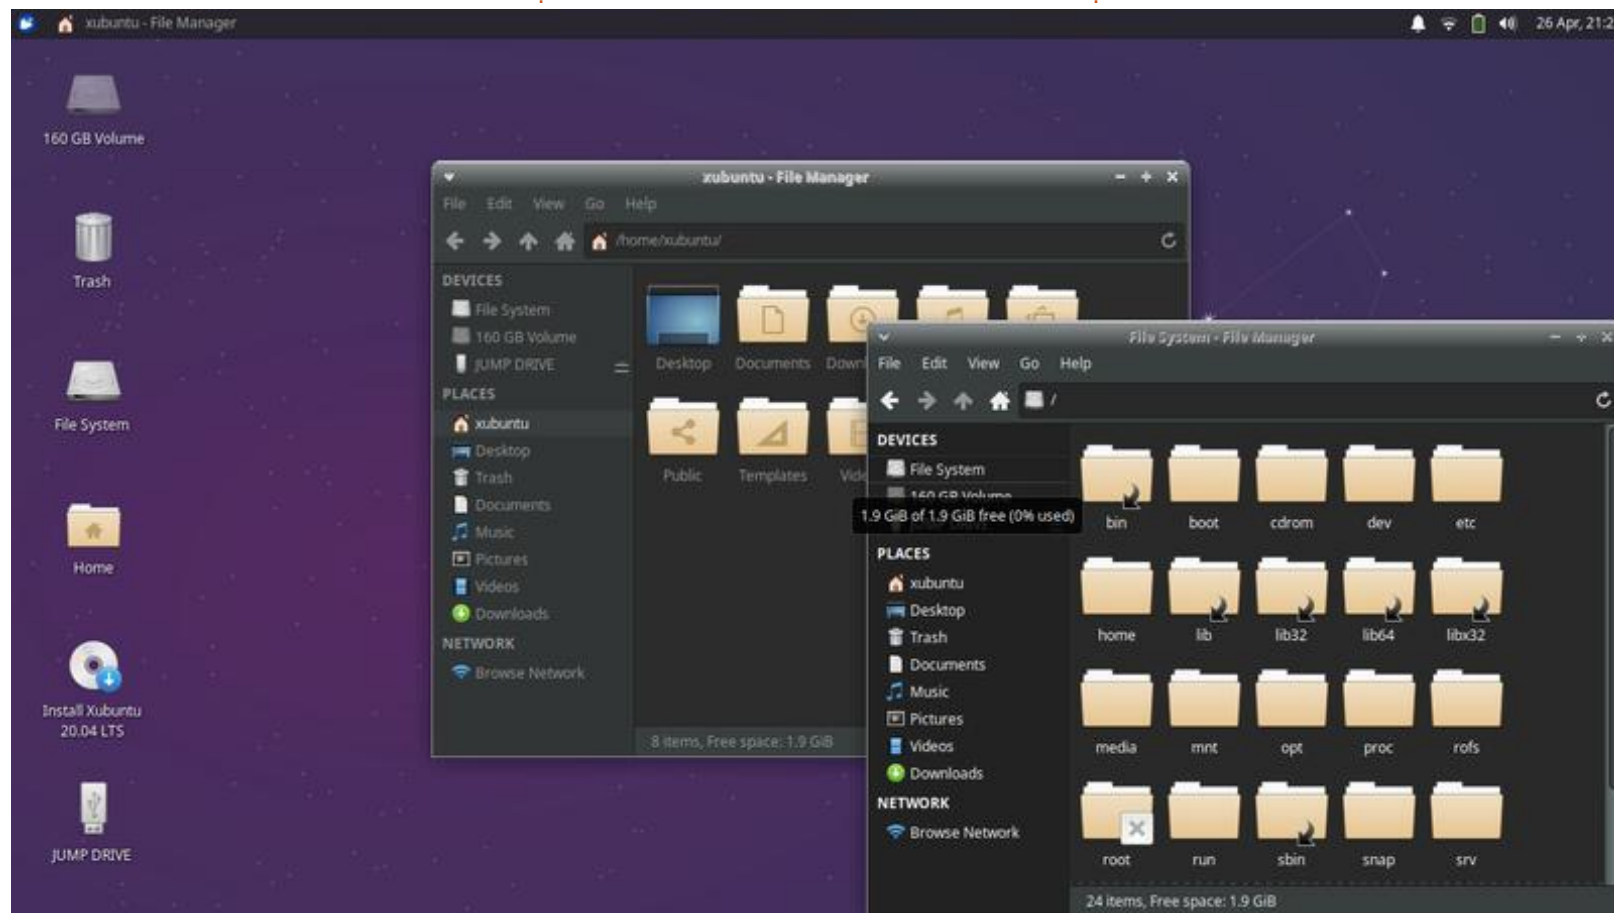 xubuntu - File Manager
26 Apr, 21:2
160 GB Volume
Trash
File System
Home
Install Xubuntu
20.04 LTS
JUMP DRIVE
xubuntu - File Manager
File Edit View Go Help
/home/xubuntu/
DEVICES
File System
160 GB Volume
JUMP DRIVE
PLACES
xubuntu
Desktop
Trash
Documents
Music
Pictures
Videos
Downloads
NETWORK
Browse Network
Desktop Documents Down
Public Templates Vide
8 items, Free space: 1.9 GiB
File System - File Manager
File Edit View Go Help
/
DEVICES
File System
160 GB Volume
1.9 GiB of 1.9 GiB free (0% used)
PLACES
xubuntu
Desktop
Trash
Documents
Music
Pictures
Videos
Downloads
NETWORK
Browse Network
bin boot cdrom dev etc
home lib lib32 lib64 libx32
media mnt opt proc rofs
root run sbin snap srv
24 items, Free space: 1.9 GiB